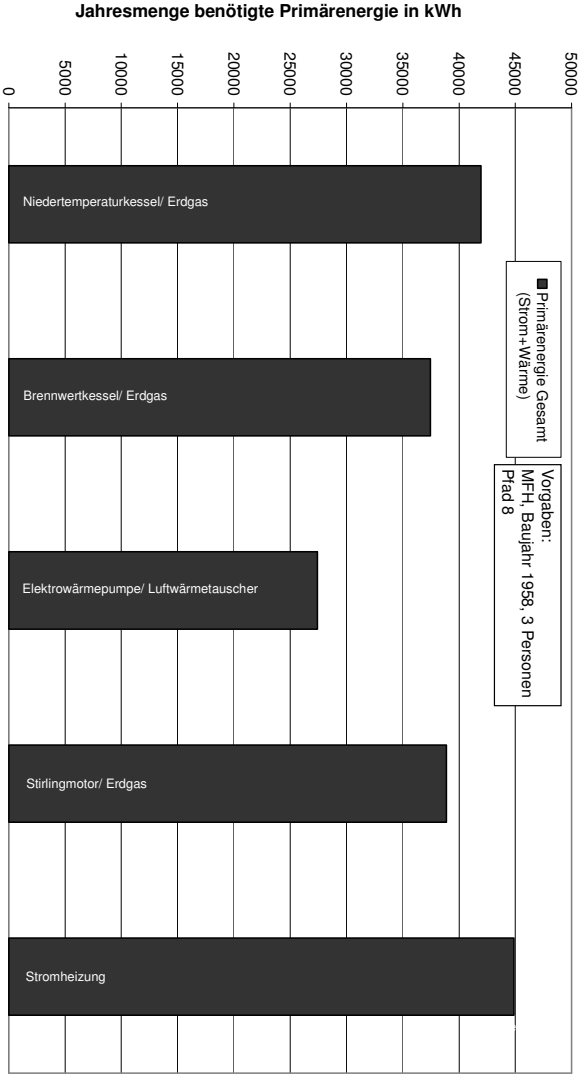 Jahresmenge benötigte Primärenergie in kWh
0
5000
10000
15000
20000
25000
30000
35000
40000
45000
50000
Primärenergie Gesamt
(Strom+Wärme)
Vorgaben:
MFH, Baujahr 1958, 3 Personen
Pfad 8
Niedertemperaturkessel/ Erdgas
Brennwertkessel/ Erdgas
Elektrowärmepumpe/ Luftwärmetauscher
Stirlingmotor/ Erdgas
Stromheizung